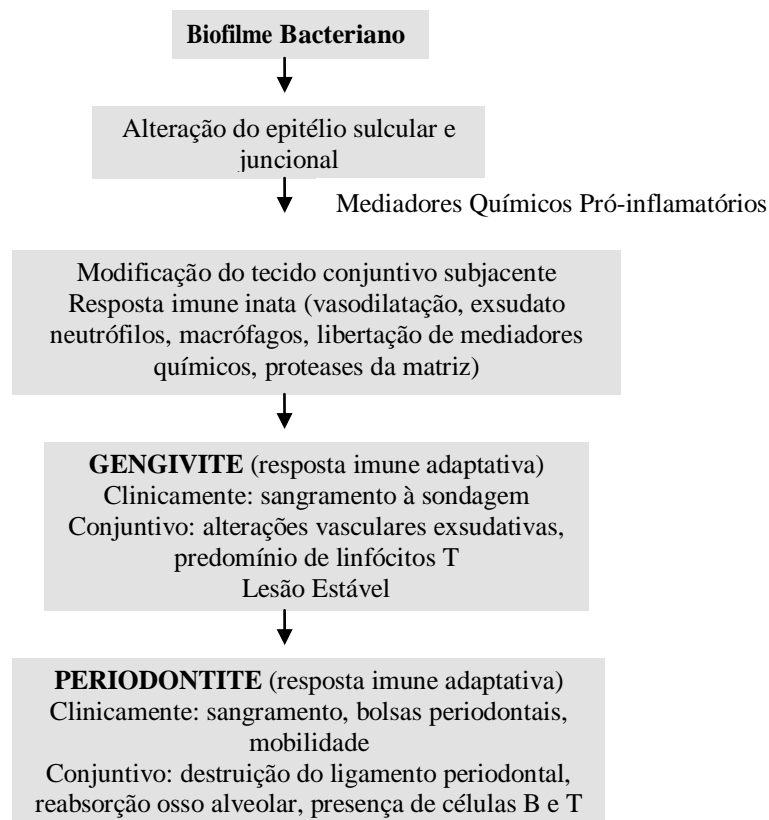 Biofilme Bacteriano
Alteração do epitélio sulcular e
juncional
Mediadores Químicos Pró-inflamatórios
Modificação do tecido conjuntivo subjacente
Resposta imune inata (vasodilatação, exsudato
neutrófilos, macrófagos, libertação de mediadores
químicos, proteases da matriz)
GENGIVITE (resposta imune adaptativa)
Clinicamente: sangramento à sondagem
Conjuntivo: alterações vasculares exsudativas,
predomínio de linfócitos T
Lesão Estável
PERIODONTITE (resposta imune adaptativa)
Clinicamente: sangramento, bolsas periodontais,
mobilidade
Conjuntivo: destruição do ligamento periodontal,
reabsorção osso alveolar, presença de células B e T